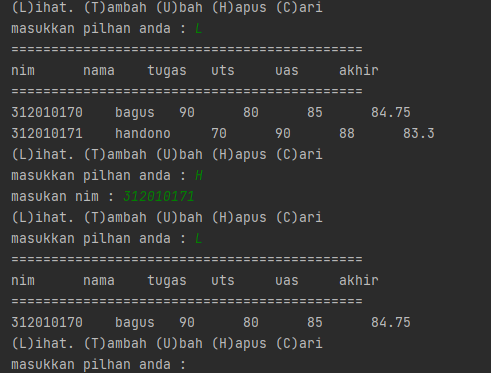 (L)ihat. (T)ambah (U)bah (H)apus (C)ari
masukkan pilhan anda : L
============================================
nim      nama    tugas   uts     uas     akhir
============================================
312010170    bagus   90      80      85      84.75
312010171    handono     70      90      88      83.3
(L)ihat. (T)ambah (U)bah (H)apus (C)ari
masukkan pilhan anda : H
masukan nim : 312010171
(L)ihat. (T)ambah (U)bah (H)apus (C)ari
masukkan pilhan anda : L
============================================
nim      nama    tugas   uts     uas     akhir
============================================
312010170    bagus   90      80      85      84.75
(L)ihat. (T)ambah (U)bah (H)apus (C)ari
masukkan pilhan anda :